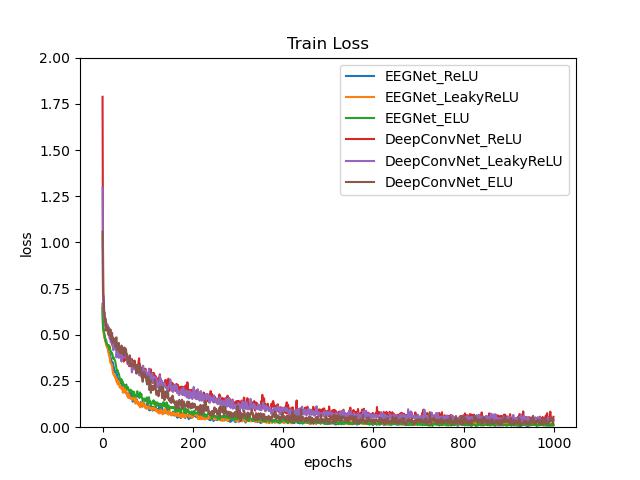 Train Loss
2.00
1.75
1.50
1.25
1.00
0.75
0.50
0.25
0.00
loss
EEGNet_ReLU
EEGNet_LeakyReLU
EEGNet_ELU
DeepConvNet_ReLU
DeepConvNet_LeakyReLU
DeepConvNet_ELU
0 200 400 600 800 1000
epochs